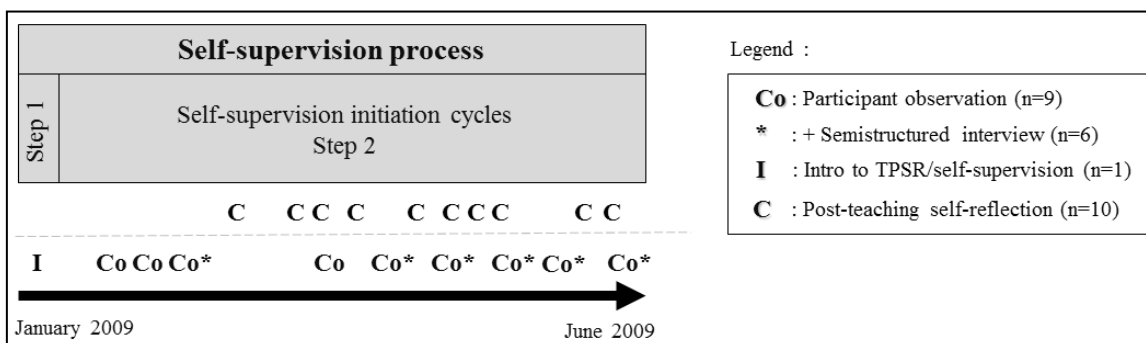 Self-supervision process
Step 1
Self-supervision initiation cycles
Step 2
C C C C C C C C C C
I Co Co Co* Co Co* Co* Co* Co* Co*
January 2009 June 2009
Legend :
Co : Participant observation (n=9)
* : + Semistructured interview (n=6)
I : Intro to TPSR/self-supervision (n=1)
C : Post-teaching self-reflection (n=10)